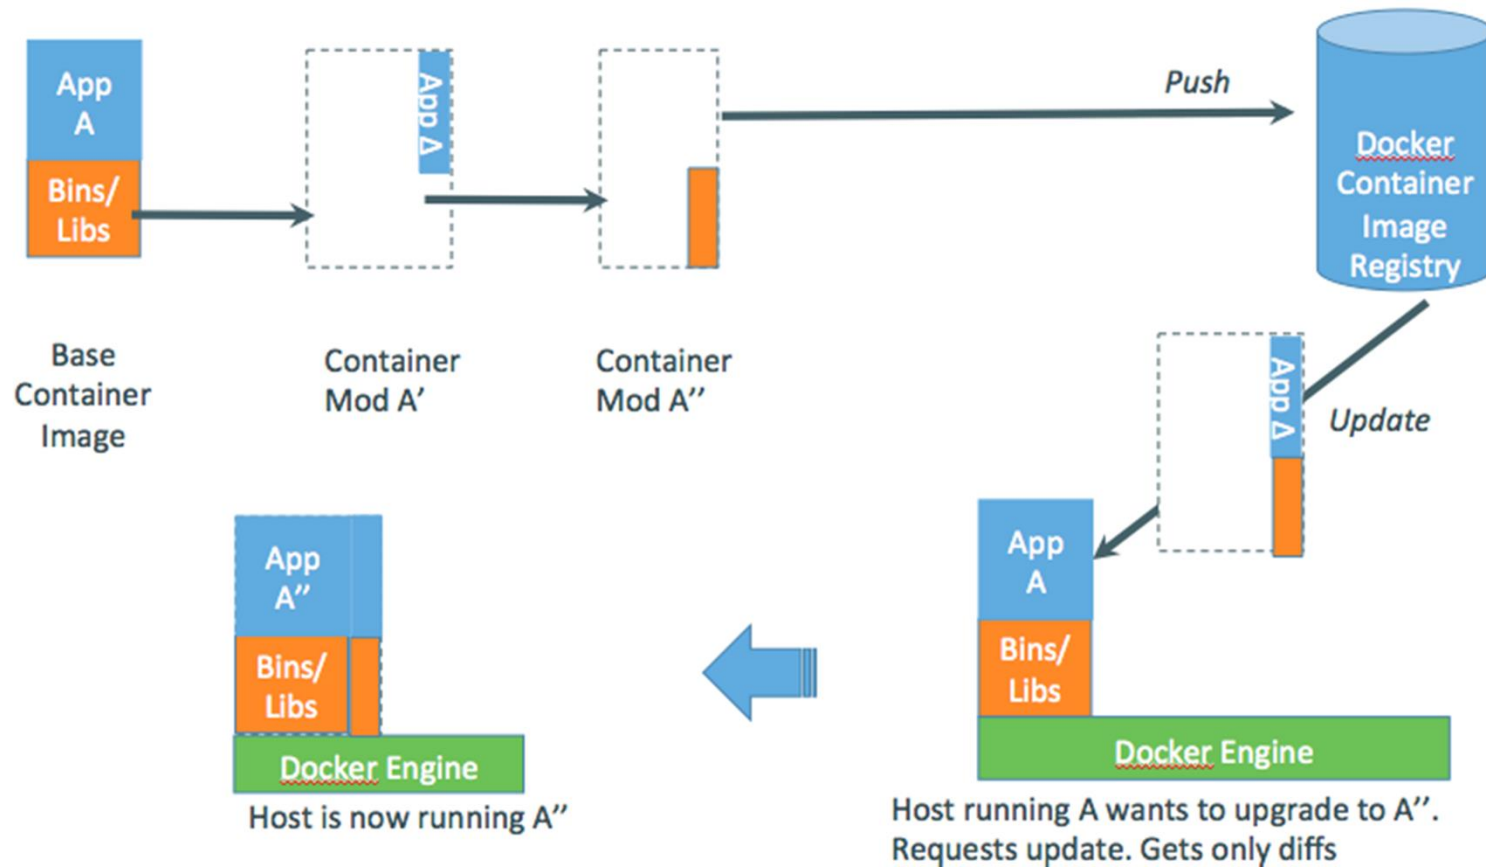 App
A
Bins/
Libs
App Δ
Push
Docker
Container
Image
Registry
Base
Container
Image
Container
Mod A′
Container
Mod A′′
App Δ
Update
App
A′′
Bins/
Libs
Docker Engine
Host is now running A′′
App
A
Bins/
Libs
Docker Engine
Host running A wants to upgrade to A′′.
Requests update. Gets only diffs